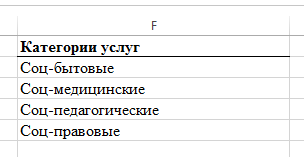 F
Категории услуг
Соц-бытовые
Соц-медицинские
Соц-педагогические
Соц-правовые